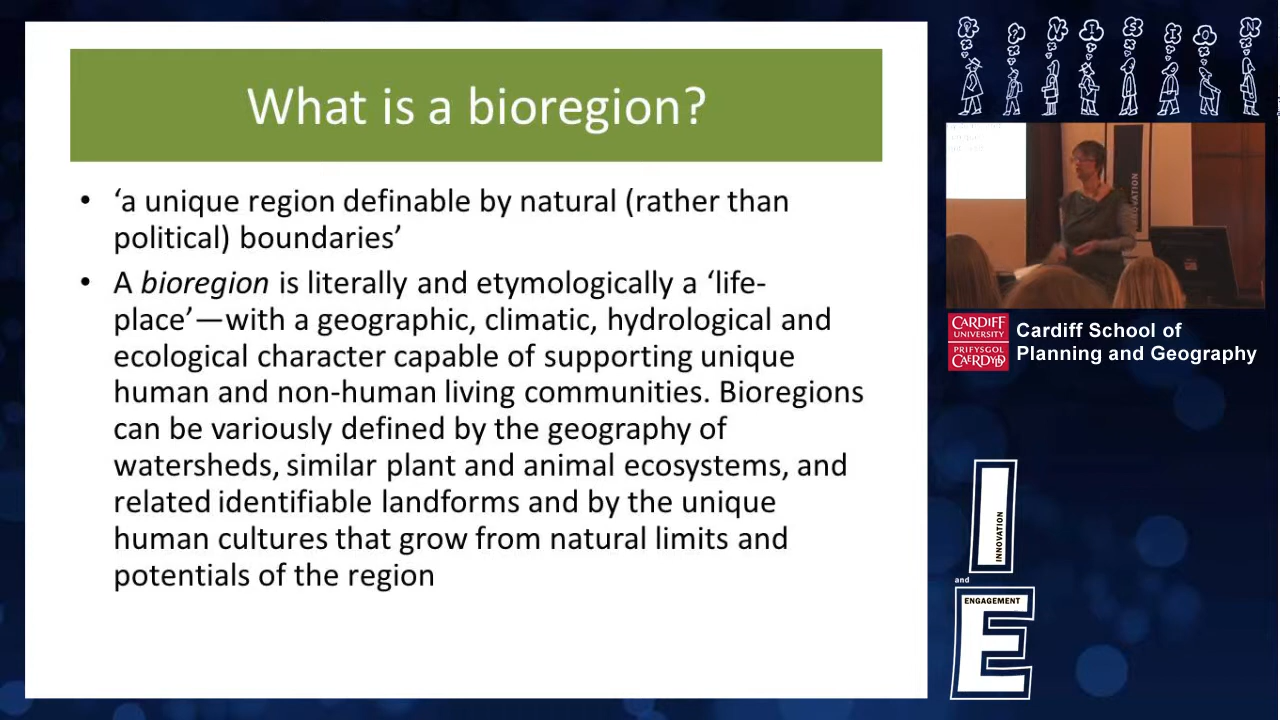 What is a bioregion?
• ‘a unique region definable by natural (rather than
political) boundaries’
• A bioregion is literally and etymologically a ‘life-
place’—with a geographic, climatic, hydrological and
ecological character capable of supporting unique
human and non-human living communities. Bioregions
can be variously defined by the geography of
watersheds, similar plant and animal ecosystems, and
related identifiable landforms and by the unique
human cultures that grow from natural limits and
potentials of the region
INNOVATION
CARDIFF
UNIVERSITY
PRIFYSGOL
CAERDYDD
Cardiff School of
Planning and Geography
I
INNOVATION
and
ENGAGEMENT
E